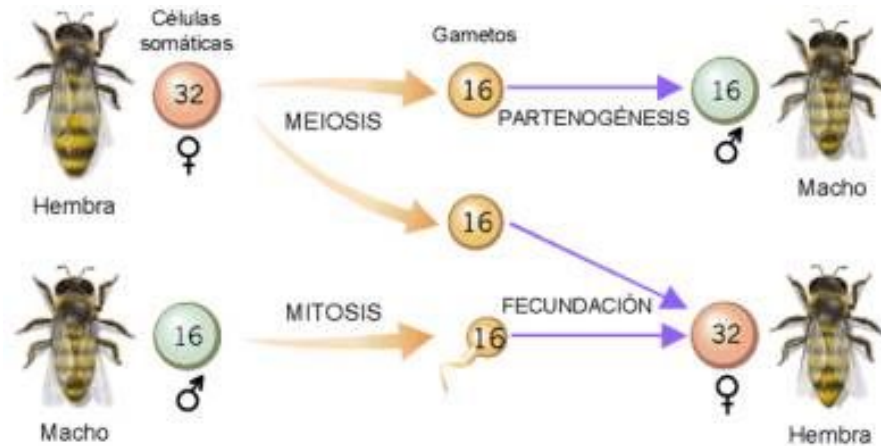 Células
somáticas
Gametos
32
16
16
MEIOSIS
PARTENOGÉNESIS
♀
♂
Hembra
Macho
16
16
MITOSIS
16
FECUNDACIÓN
32
♂
♀
Macho
Hembra